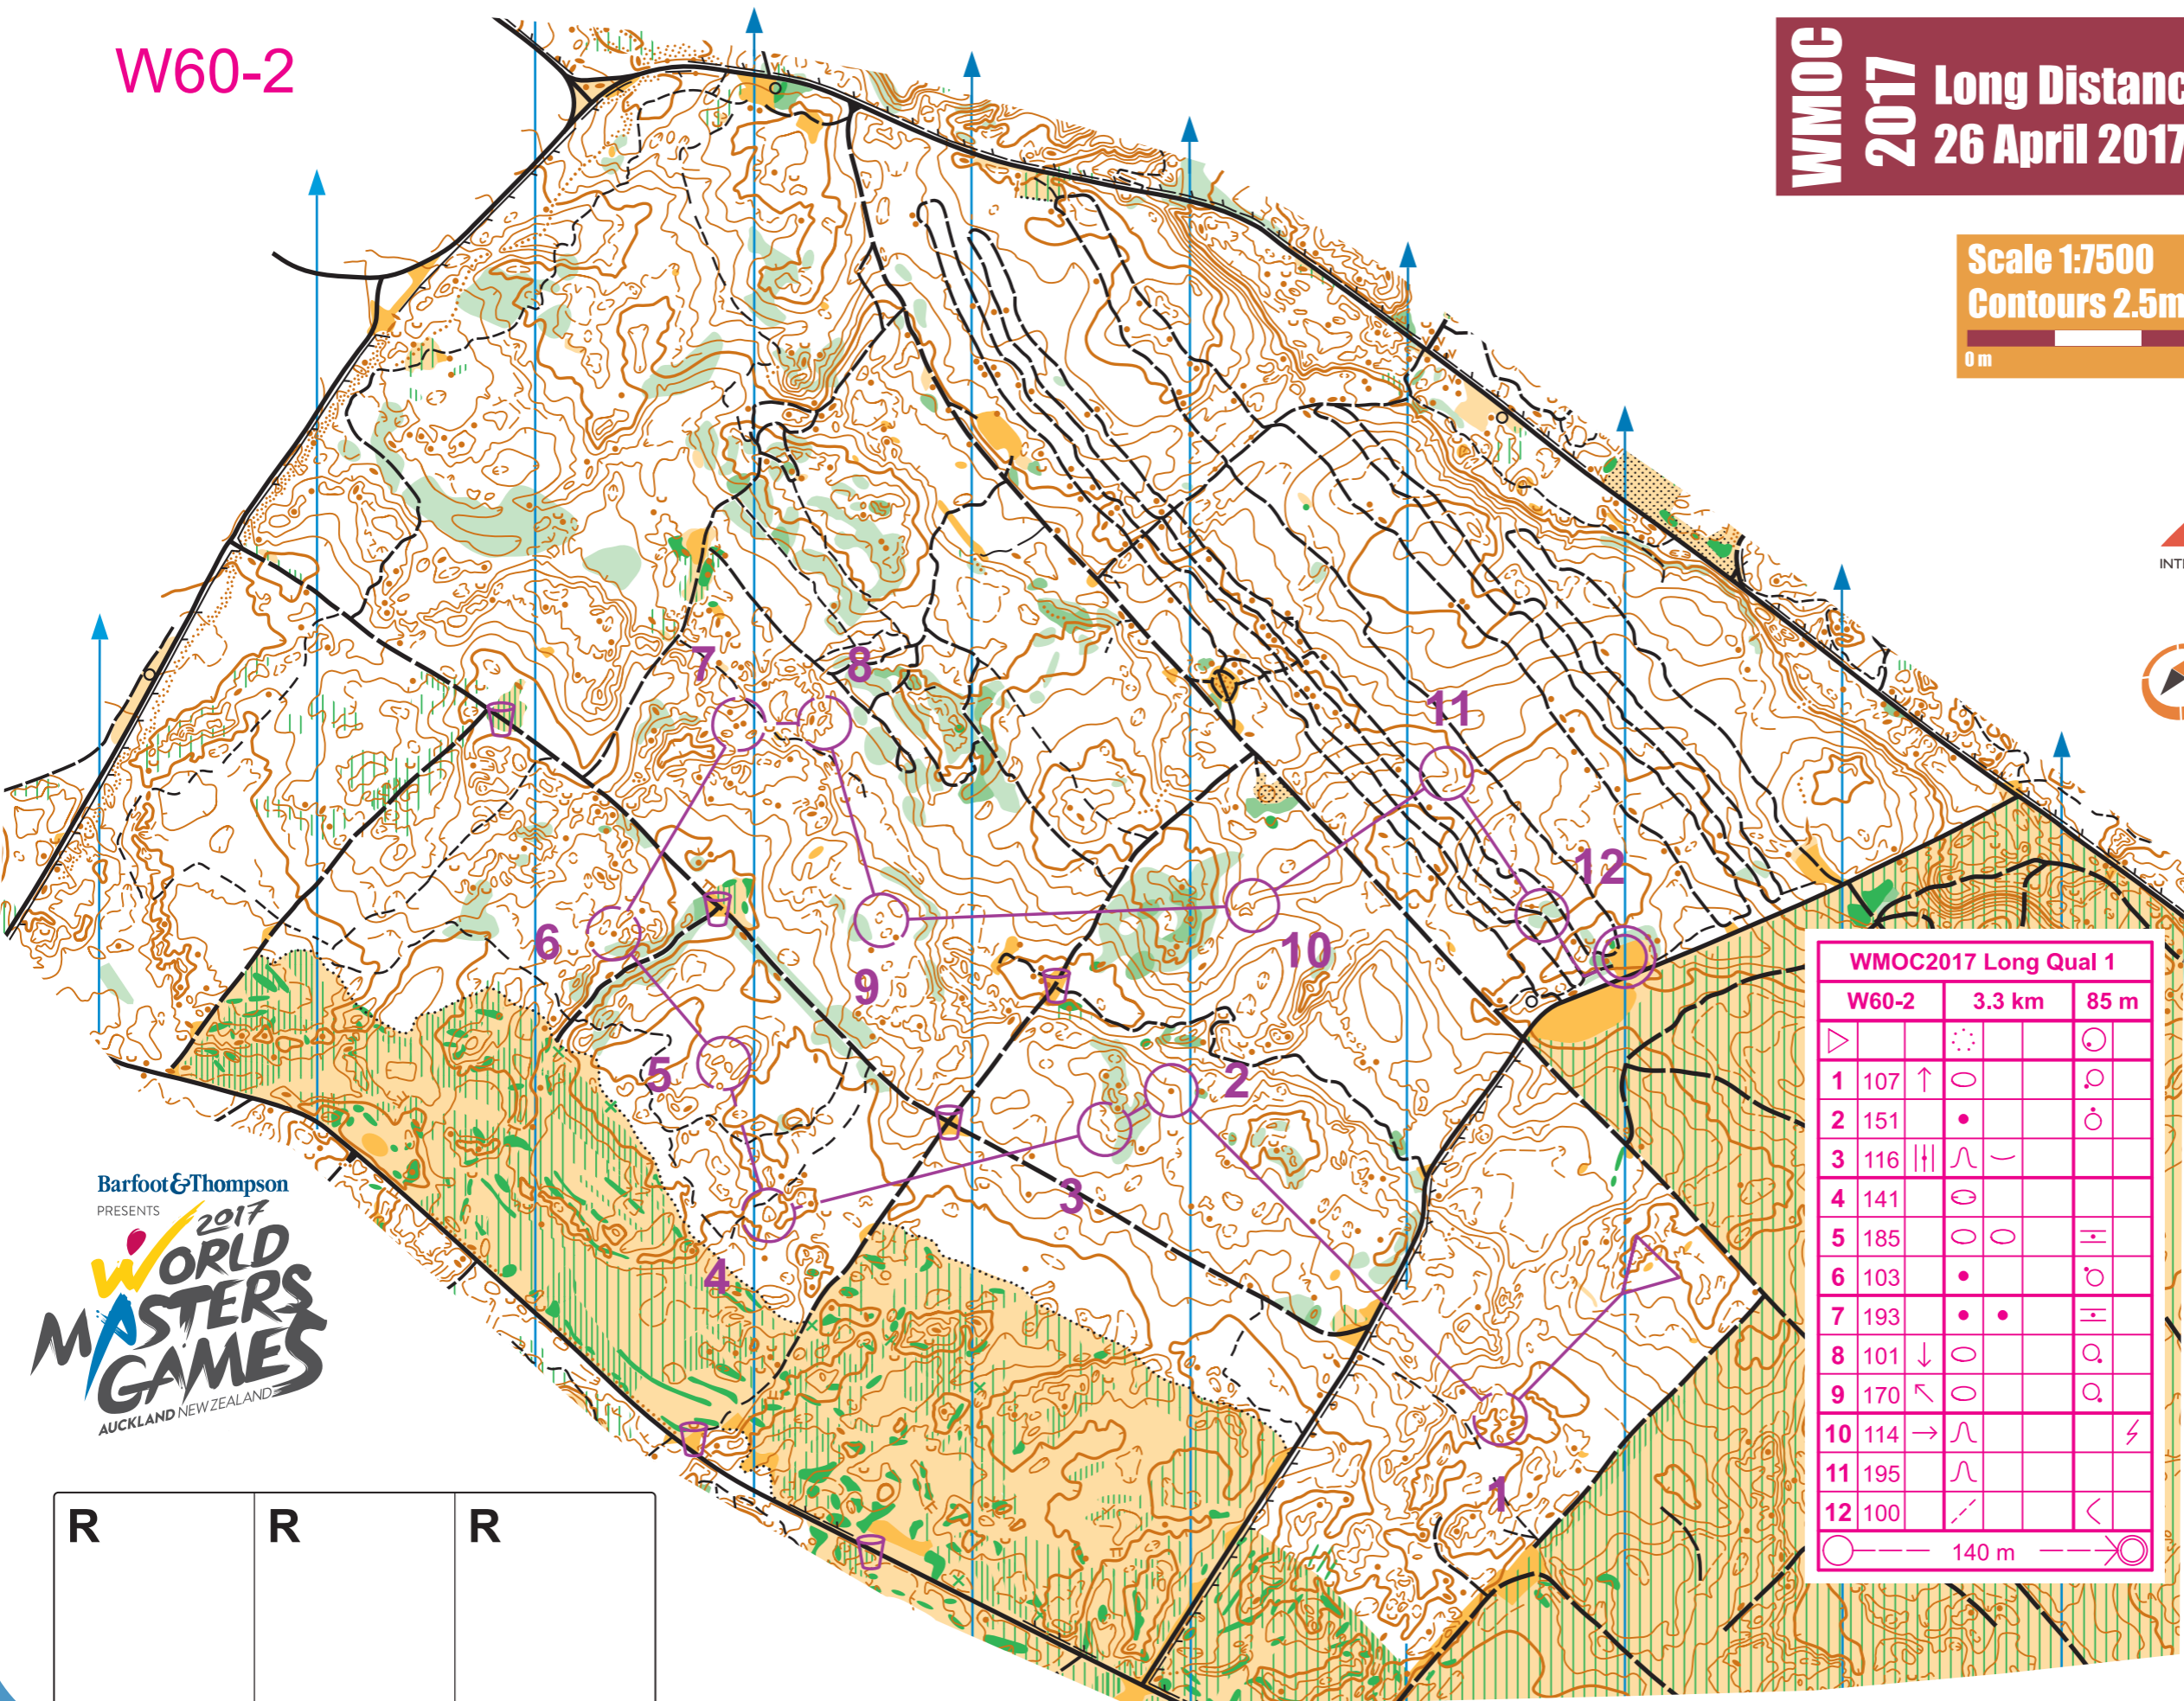 W60-2
WMOC
2017
Long Distanc
26 April 2017
Scale 1:7500
Contours 2.5m
0 m
INTE
7
8
11
12
6
9
10
5
2
3
4
1
WMOC2017 Long Qual 1
W60-2 3.3 km 85 m
1 107
2 151
3 116
4 141
5 185
6 103
7 193
8 101
9 170
10 114
11 195
12 100
140 m
Barfoot&Thompson
PRESENTS
2017
WORLD
MASTERS
GAMES
AUCKLAND NEW ZEALAND
R R R